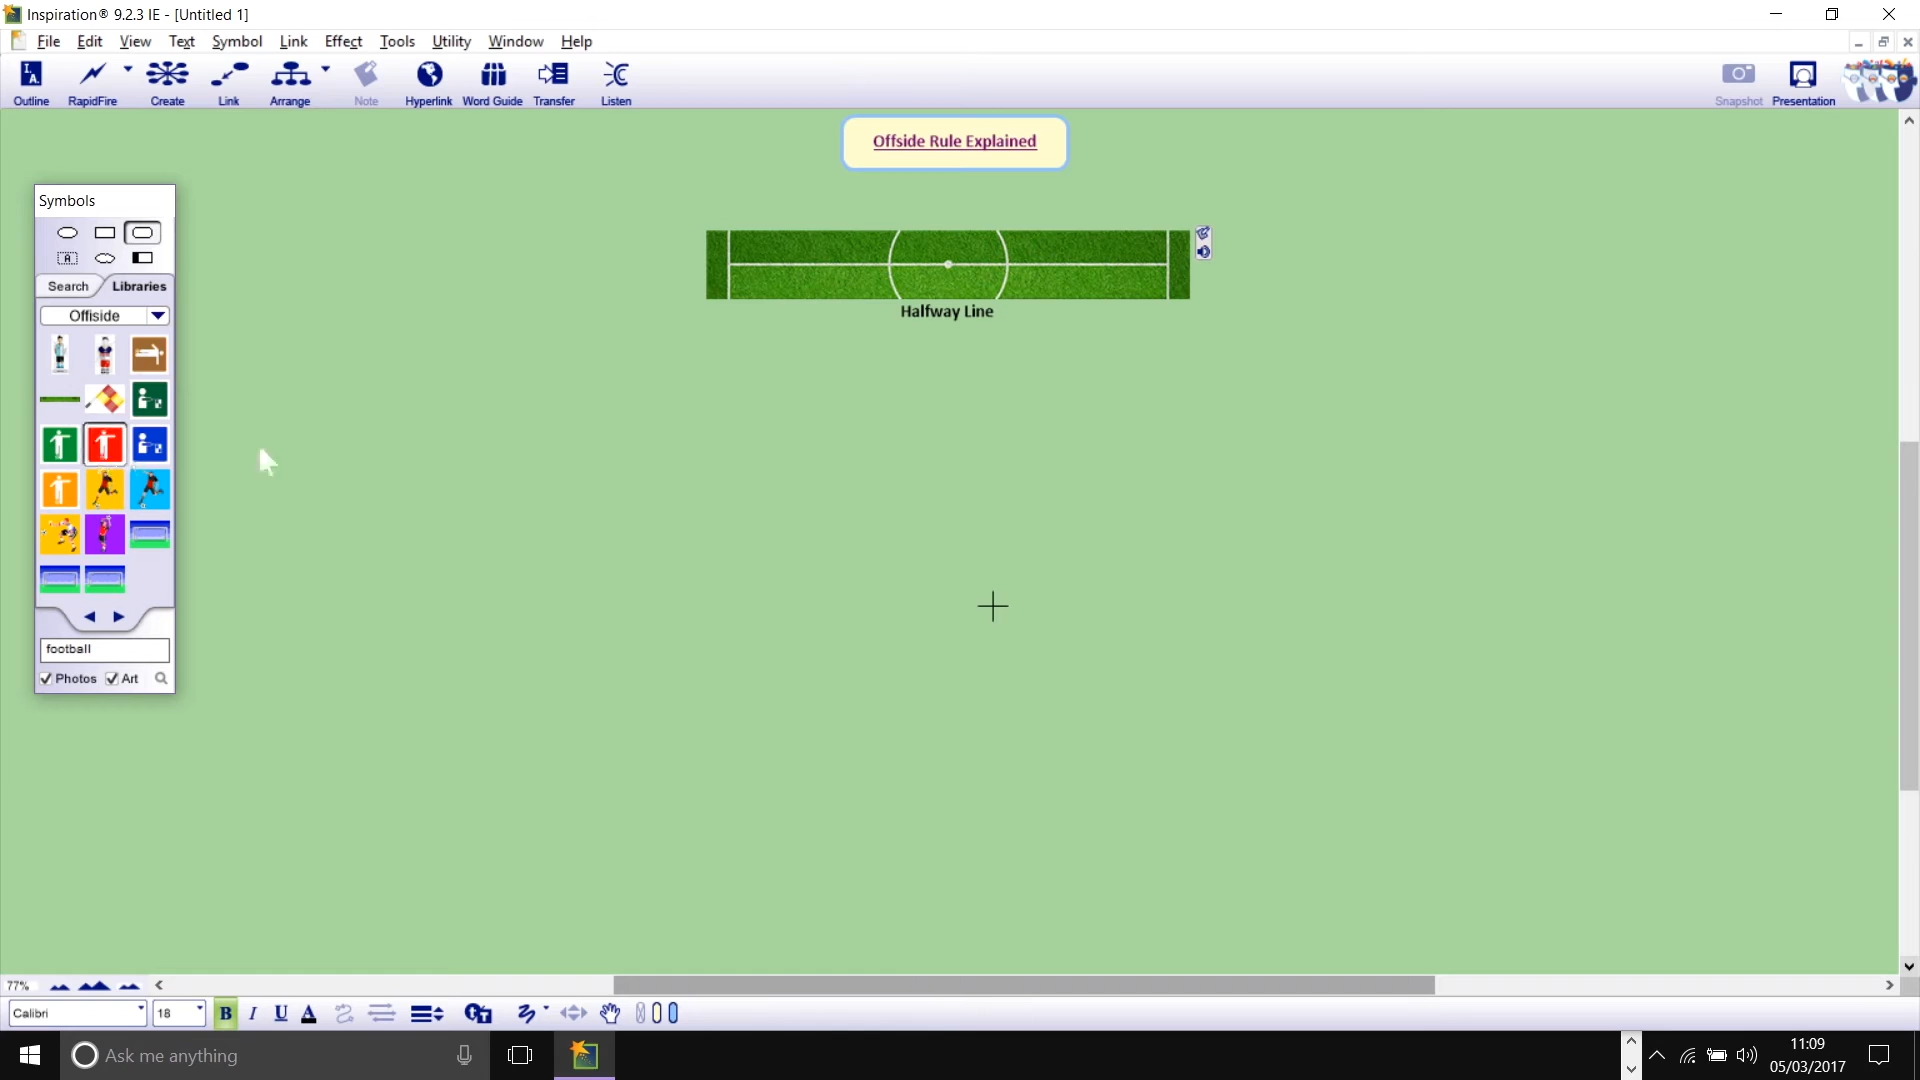 Inspiration® 9.2.3 IE - [Untitled 1]
File Edit View Text Symbol Link Effect Tools Utility Window Help
Outline RapidFire Create Link Arrange Note Hyperlink Word Guide Transfer Listen Snapshot Presentation
Offside Rule Explained
Symbols
A
Search Libraries
Offiside
Halfway Line
football
Photos Art
77%
Calibri 18 B I U A
Ask me anything
11:09
05/03/2017